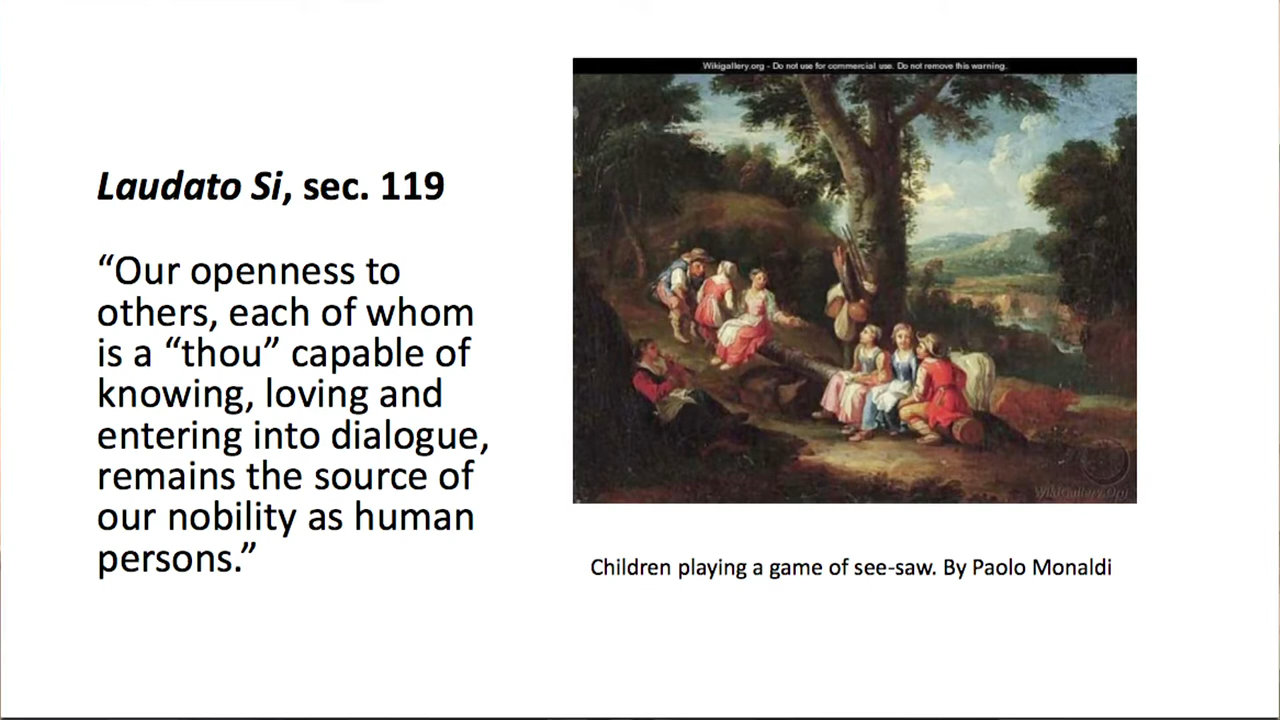 Laudato Si, sec. 119
“Our openness to
others, each of whom
is a “thou” capable of
knowing, loving and
entering into dialogue,
remains the source of
our nobility as human
persons.”
Wikigallery.org - Do not use for commercial use. Do not remove this warning.
WikiGallery.Org
Children playing a game of see-saw. By Paolo Monaldi